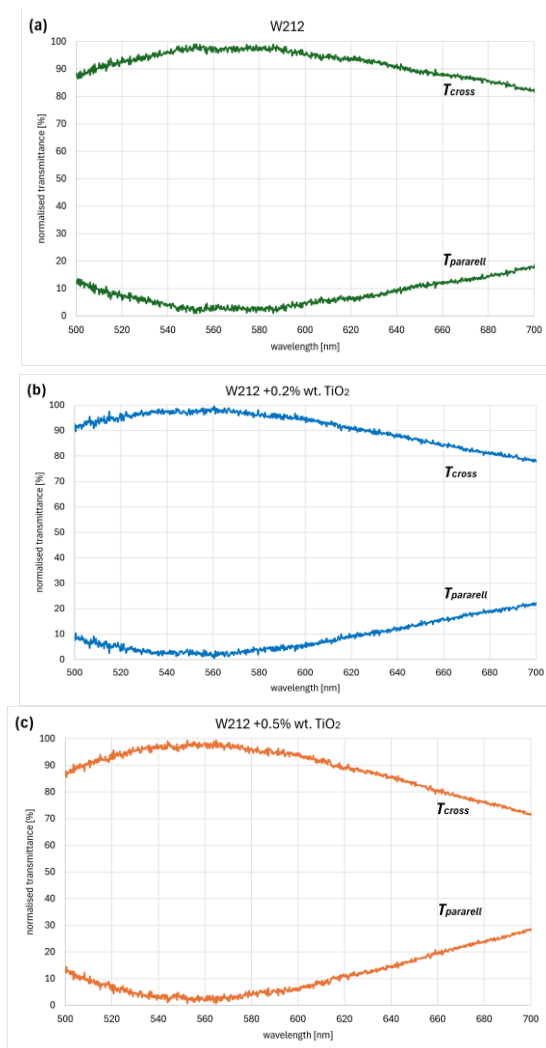 (a)
W212
normalised transmittance [%]
100
90
80
70
60
50
40
30
20
10
0
Tcross
Tpararell
500 520 540 560 580 600 620 640 660 680 700
wavelength [nm]
(b)
W212 +0.2% wt. TiO2
normalised transmittance [%]
100
90
80
70
60
50
40
30
20
10
0
Tcross
Tpararell
500 520 540 560 580 600 620 640 660 680 700
wavelength [nm]
(c)
W212 +0.5% wt. TiO2
normalised transmittance [%]
100
90
80
70
60
50
40
30
20
10
0
Tcross
Tpararell
500 520 540 560 580 600 620 640 660 680 700
wavelength [nm]